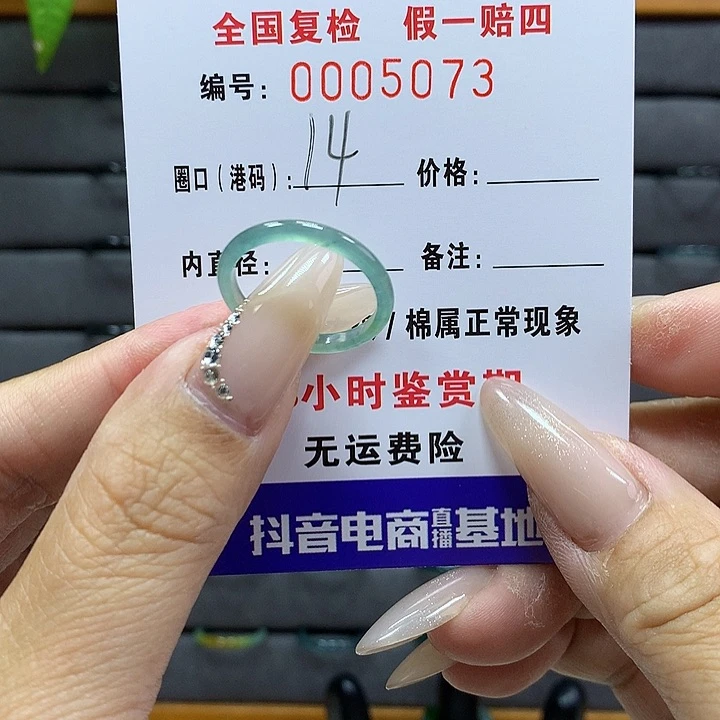 全国复检 假一赔四
编号：0005073
圈口（港码）：14 价格：
内直径： 备注：
/ 棉属正常现象
小时鉴赏期
无运费险
抖音电商直播基地